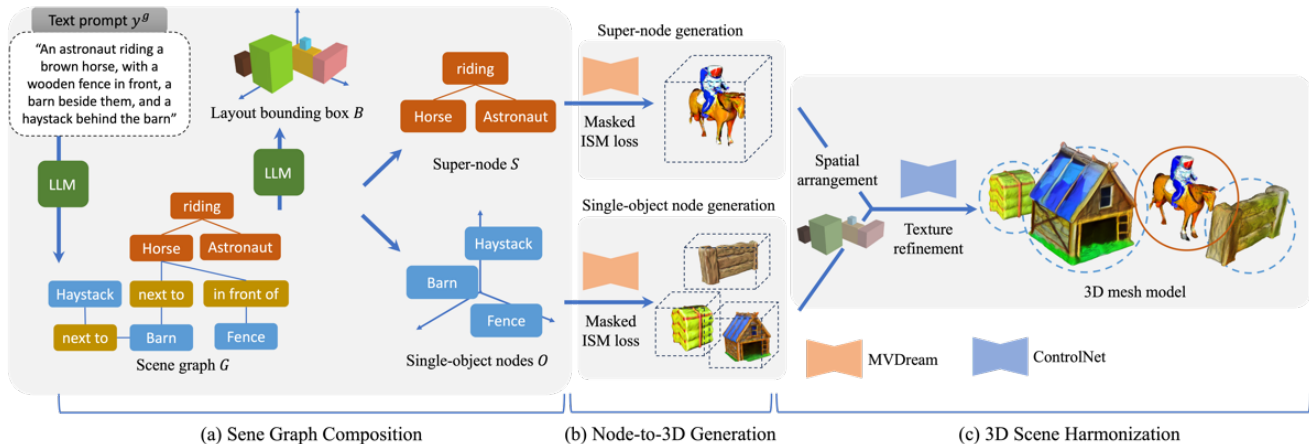 Text prompt y^g
“An astronaut riding a
brown horse, with a
wooden fence in front, a
barn beside them, and a
haystack behind the barn”
LLM
Layout bounding box B
LLM
riding
Horse
Astronaut
Haystack
next to
in front of
next to
Barn
Fence
Scene graph G
riding
Horse
Astronaut
Super-node S
Haystack
Barn
Fence
Single-object nodes O
(a) Sene Graph Composition
Super-node generation
Masked
ISM loss
Single-object node generation
Masked
ISM loss
(b) Node-to-3D Generation
Spatial
arrangement
Texture
refinement
3D mesh model
MVDream
ControlNet
(c) 3D Scene Harmonization